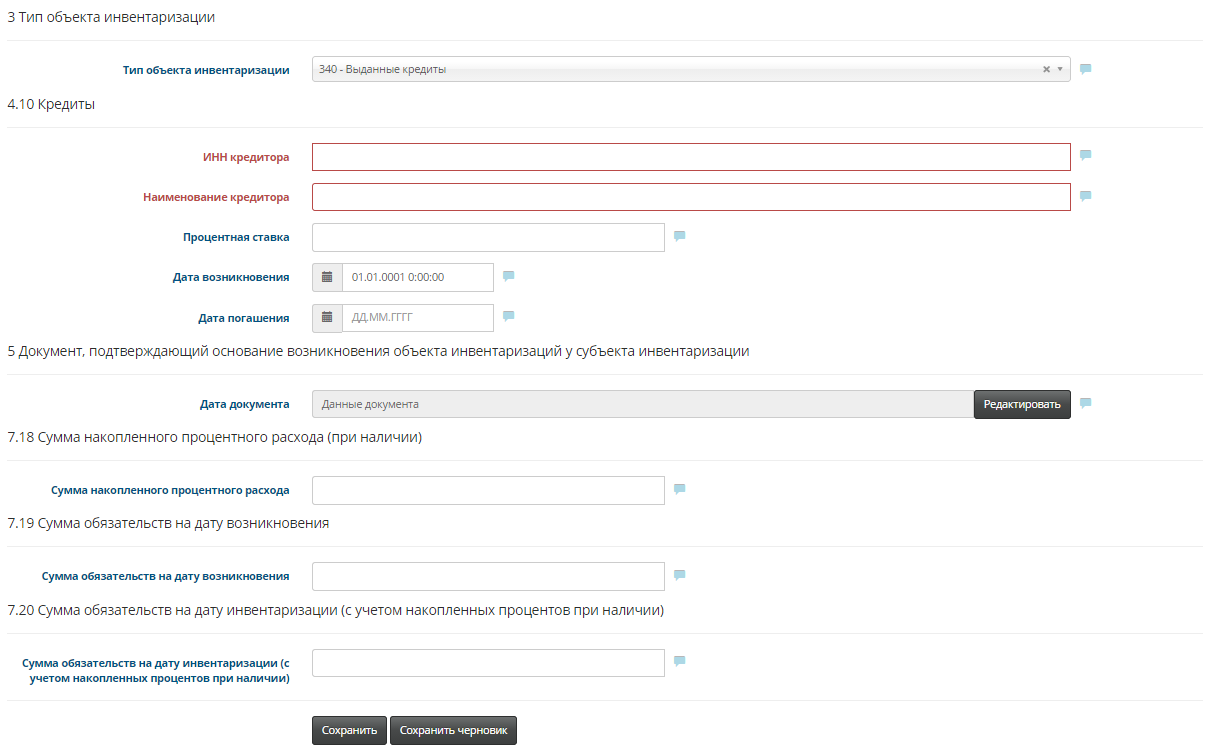 3 Тип объекта инвентаризации
Тип объекта инвентаризации
340 - Выданные кредиты
4.10 Кредиты
ИНН кредитора
Наименование кредитора
Процентная ставка
Дата возникновения
01.01.0001 0:00:00
Дата погашения
ДД.ММ.ГГГГ
5 Документ, подтверждающий основание возникновения объекта инвентаризаций у субъекта инвентаризации
Дата документа
Данные документа
Редактировать
7.18 Сумма накопленного процентного расхода (при наличии)
Сумма накопленного процентного расхода
7.19 Сумма обязательств на дату возникновения
Сумма обязательств на дату возникновения
7.20 Сумма обязательств на дату инвентаризации (с учетом накопленных процентов при наличии)
Сумма обязательств на дату инвентаризации (с
учетом накопленных процентов при наличии)
Сохранить
Сохранить черновик